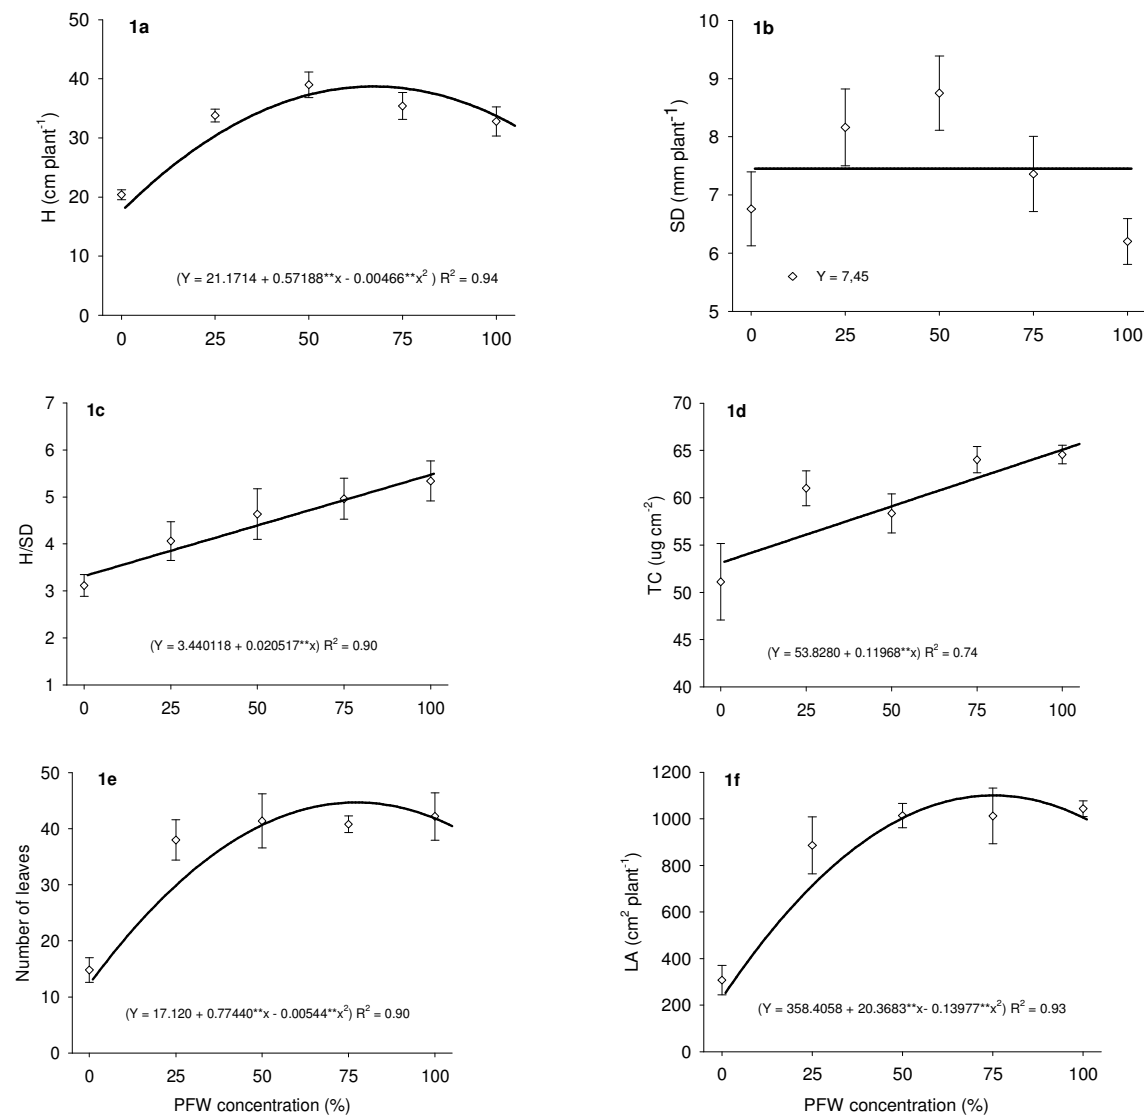 1a
H (cm plant⁻¹)
50
40
30
20
10
0
(Y = 21.1714 + 0.57188**x - 0.00466**x² ) R² = 0.94
0 25 50 75 100
1b
SD (mm plant⁻¹)
10
9
8
7
6
5
Y = 7,45
0 25 50 75 100
1c
H/SD
7
6
5
4
3
2
1
(Y = 3.440118 + 0.020517**x) R² = 0.90
0 25 50 75 100
1d
TC (ug cm⁻²)
70
65
60
55
50
45
40
(Y = 53.8280 + 0.11968**x) R² = 0.74
0 25 50 75 100
1e
Number of leaves
50
40
30
20
10
0
(Y = 17.120 + 0.77440**x - 0.00544**x²) R² = 0.90
0 25 50 75 100
PFW concentration (%)
1f
LA (cm² plant⁻¹)
1200
1000
800
600
400
200
0
(Y = 358.4058 + 20.3683**x- 0.13977**x²) R² = 0.93
0 25 50 75 100
PFW concentration (%)